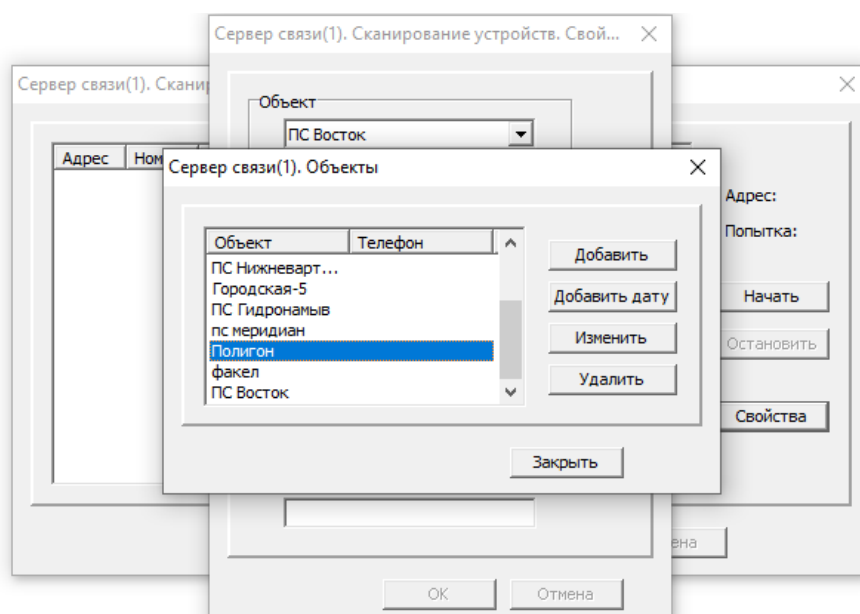 Сервер связи(1). Сканирование устройств. Свой...
Сервер связи(1). Скани
Объект
ПС Восток
Адрес
Ном
Сервер связи(1). Объекты
Адрес:
Попытка:
Объект Телефон
ПС Нижневарт...
Городская-5
ПС Гидронамыв
пс меридиан
Полигон
факел
ПС Восток
Добавить
Добавить дату
Изменить
Удалить
Начать
Остановить
Свойства
Закрыть
ена
OK
Отмена